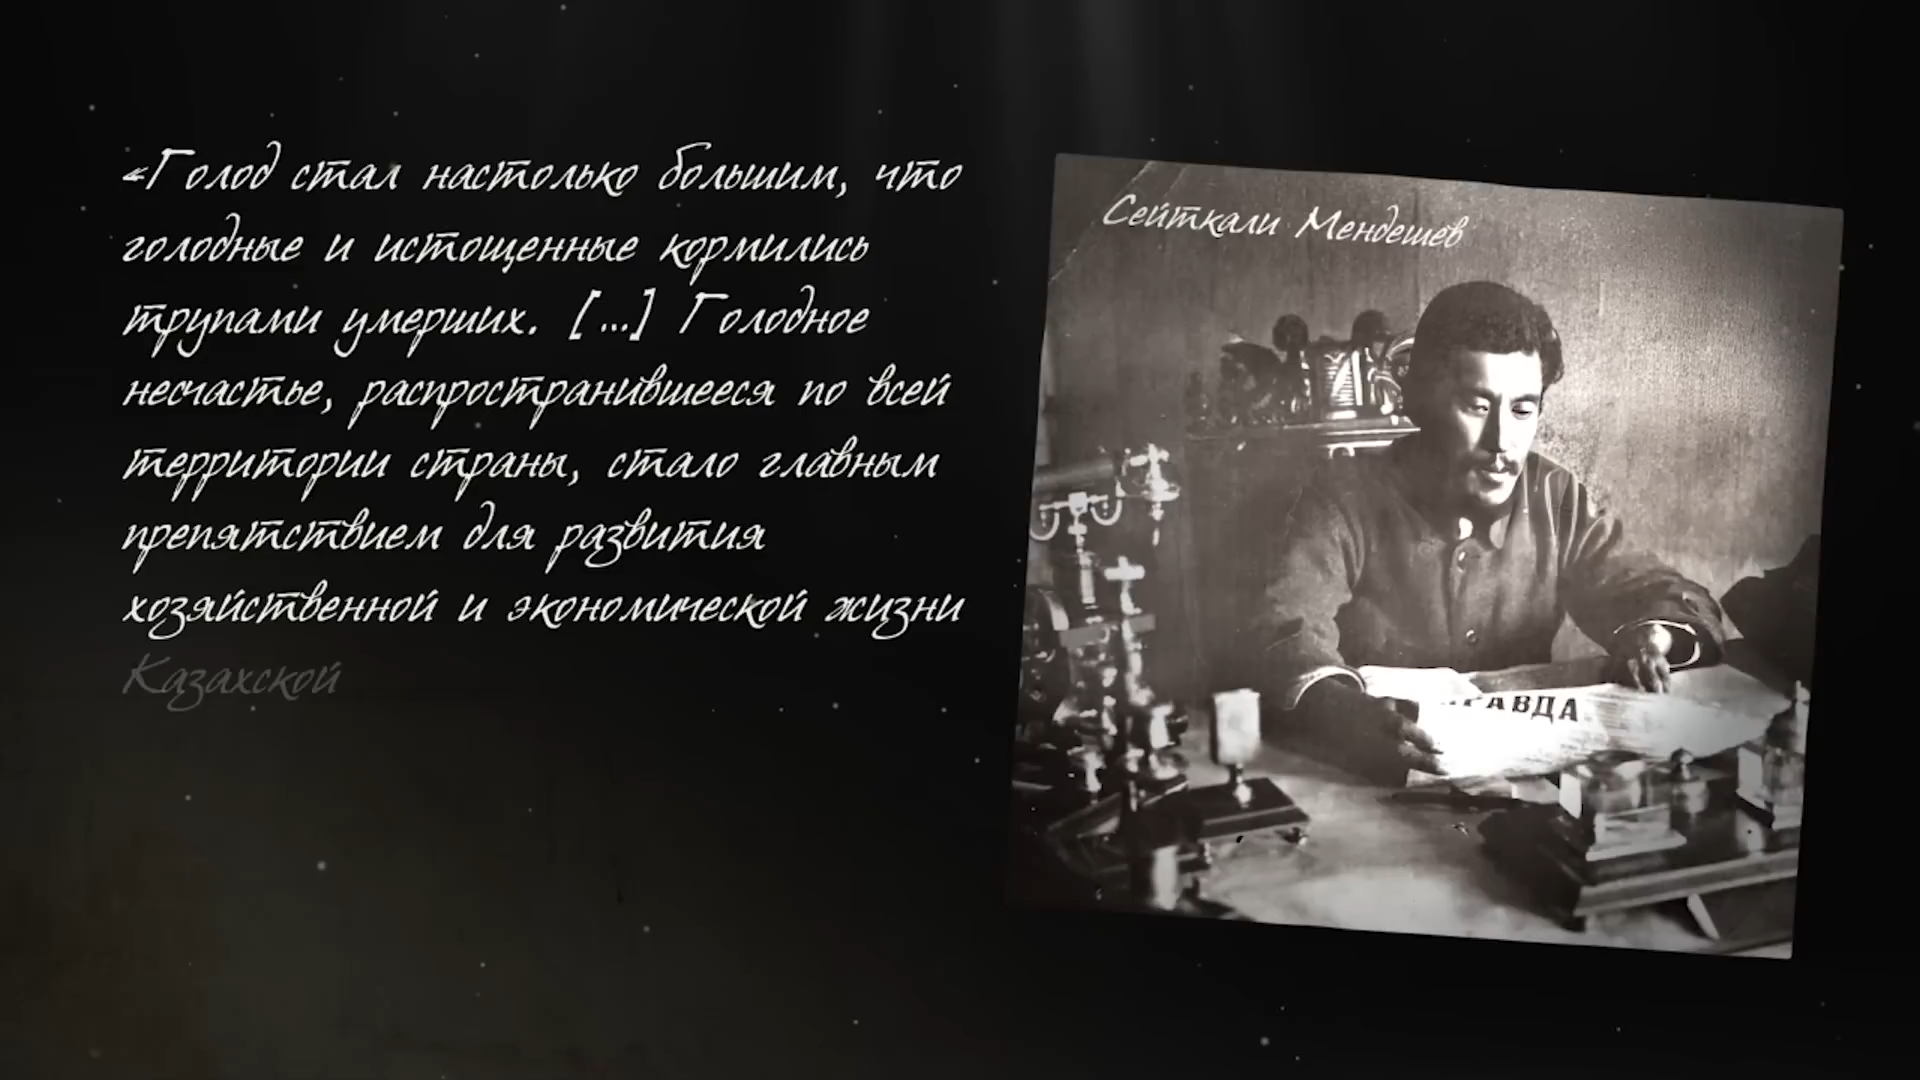 «Голод стал настолько большим, что
голодные и истощенные кормились
трупами умерших. [...] Голодное
несчастье, распространившееся по всей
территории страны, стало главным
препятствием для развития
хозяйственной и экономической жизни
Казахской
Сейткали Мендешев
ПРАВДА